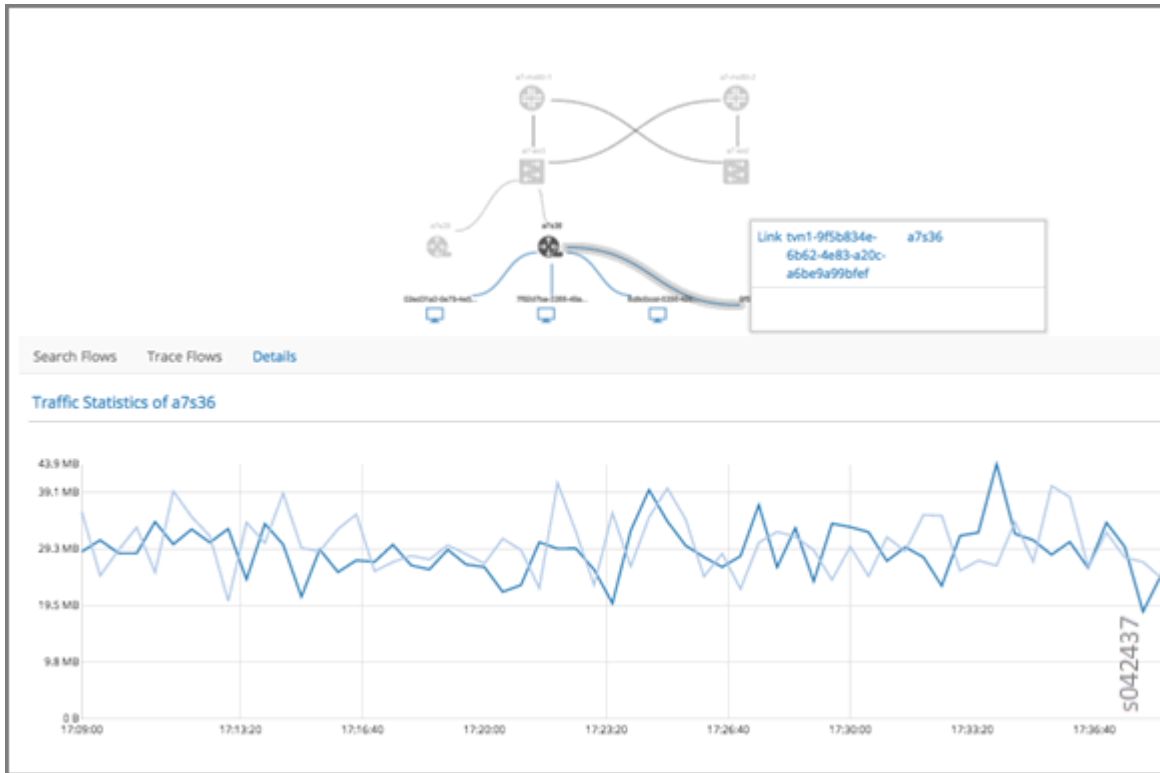 a7s36
Link tvn1-9f5b834e- a7s36
6b62-4e83-a20c-
a6be9a99bfef
Search Flows Trace Flows Details
Traffic Statistics of a7s36
43.9 MB
39.1 MB
29.3 MB
19.5 MB
9.8 MB
0 B
17:09:00 17:13:20 17:16:40 17:20:00 17:23:20 17:26:40 17:30:00 17:33:20 17:36:40
s042437